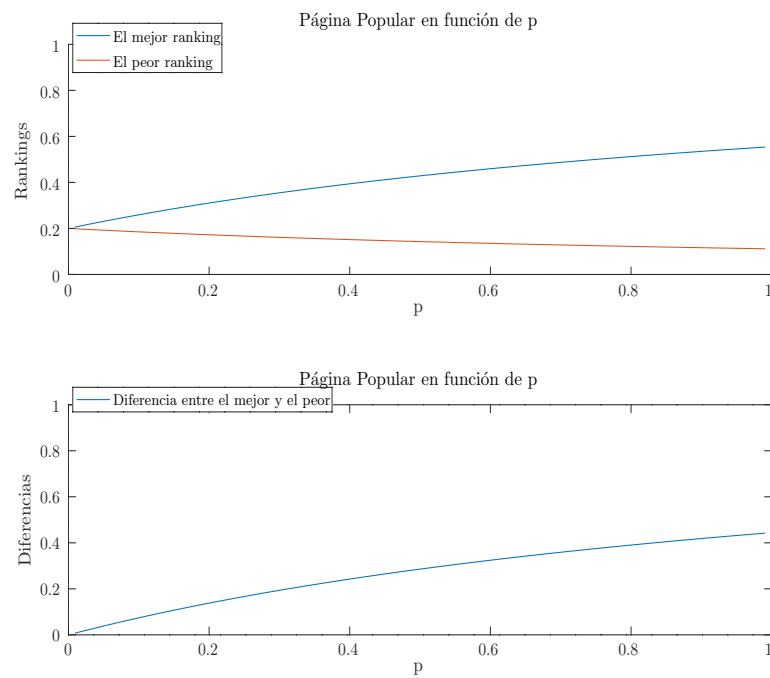 Página Popular en función de p
El mejor ranking
El peor ranking
1
0.8
0.6
0.4
0.2
0
Rankings
0 0.2 0.4 0.6 0.8 1
p
Página Popular en función de p
Diferencia entre el mejor y el peor
1
0.8
0.6
0.4
0.2
0
Diferencias
0 0.2 0.4 0.6 0.8 1
p